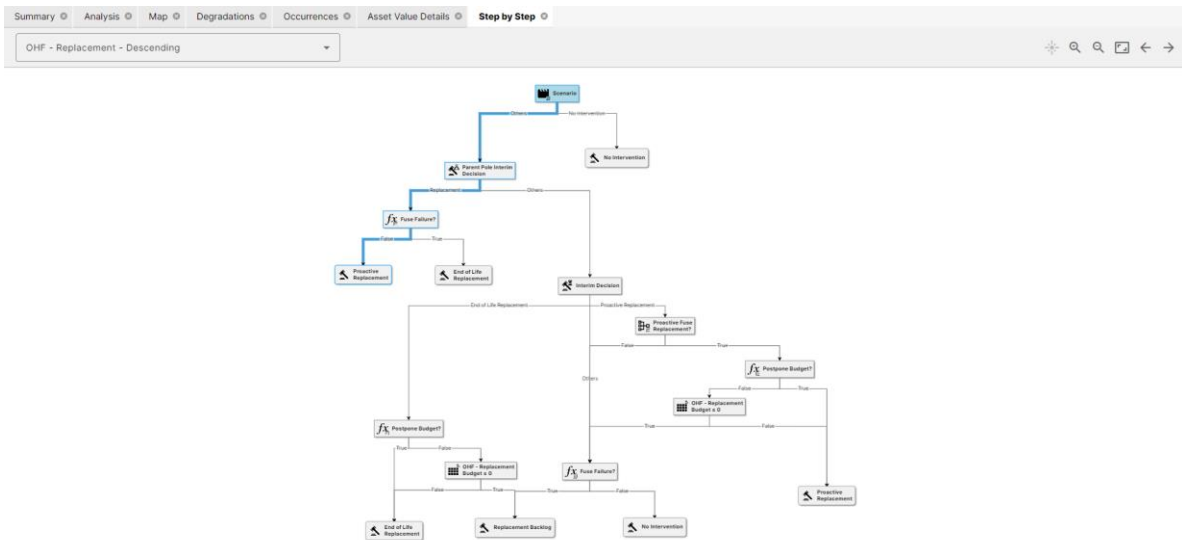 Summary Analysis Map Degradations Occurrences Asset Value Details Step by Step
OHF - Replacement - Descending
Scenario
Others No Intervention
Parent Pole Interim
Decision
No Intervention
Replacement Others
fx Fuse Failure?
False True
Proactive
Replacement
End of Life
Replacement
Interim Decision
End of Life Replacement Proactive Replacement
Proactive Fuse
Replacement?
False True
fx Postpone Budget?
Others
False True
OHF - Replacement
Budget ≤ 0
True False
fx Postpone Budget?
True False
OHF - Replacement
Budget ≤ 0
fx Fuse Failure?
False True True False
Proactive
Replacement
End of Life
Replacement
Replacement Backlog
No Intervention